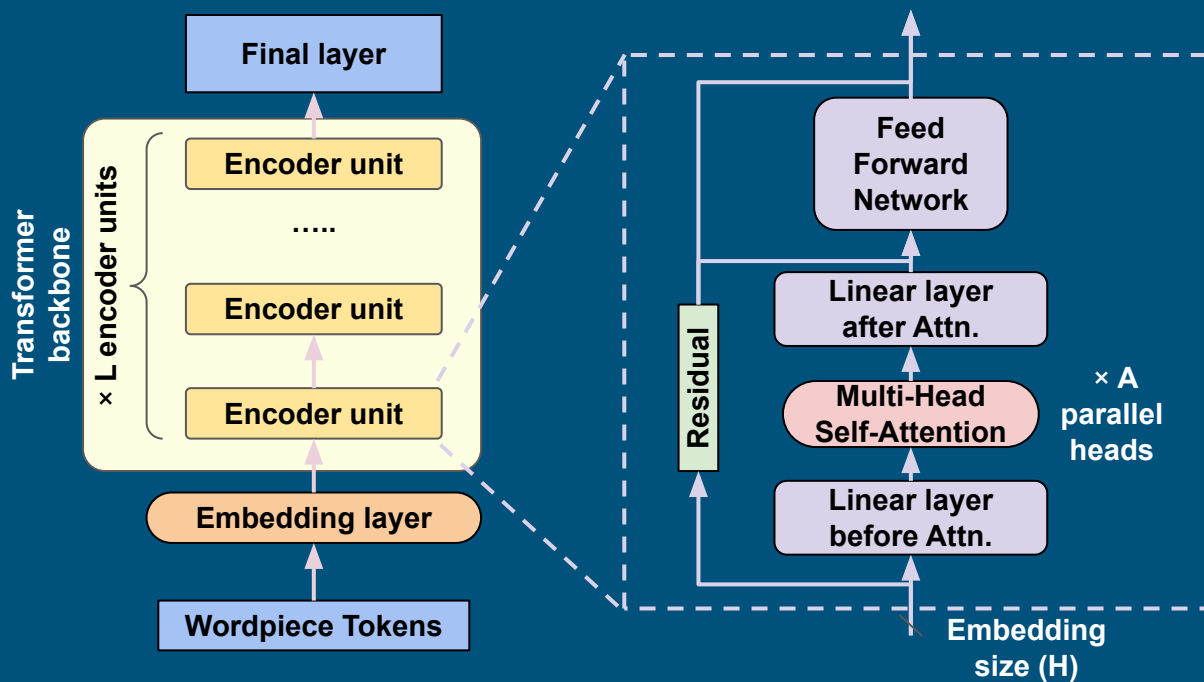 Final layer
Transformer
backbone
× L encoder units
Encoder unit
.....
Encoder unit
Encoder unit
Embedding layer
Wordpiece Tokens
Feed
Forward
Network
Linear layer
after Attn.
Residual
Multi-Head
Self-Attention
× A
parallel
heads
Linear layer
before Attn.
Embedding
size (H)